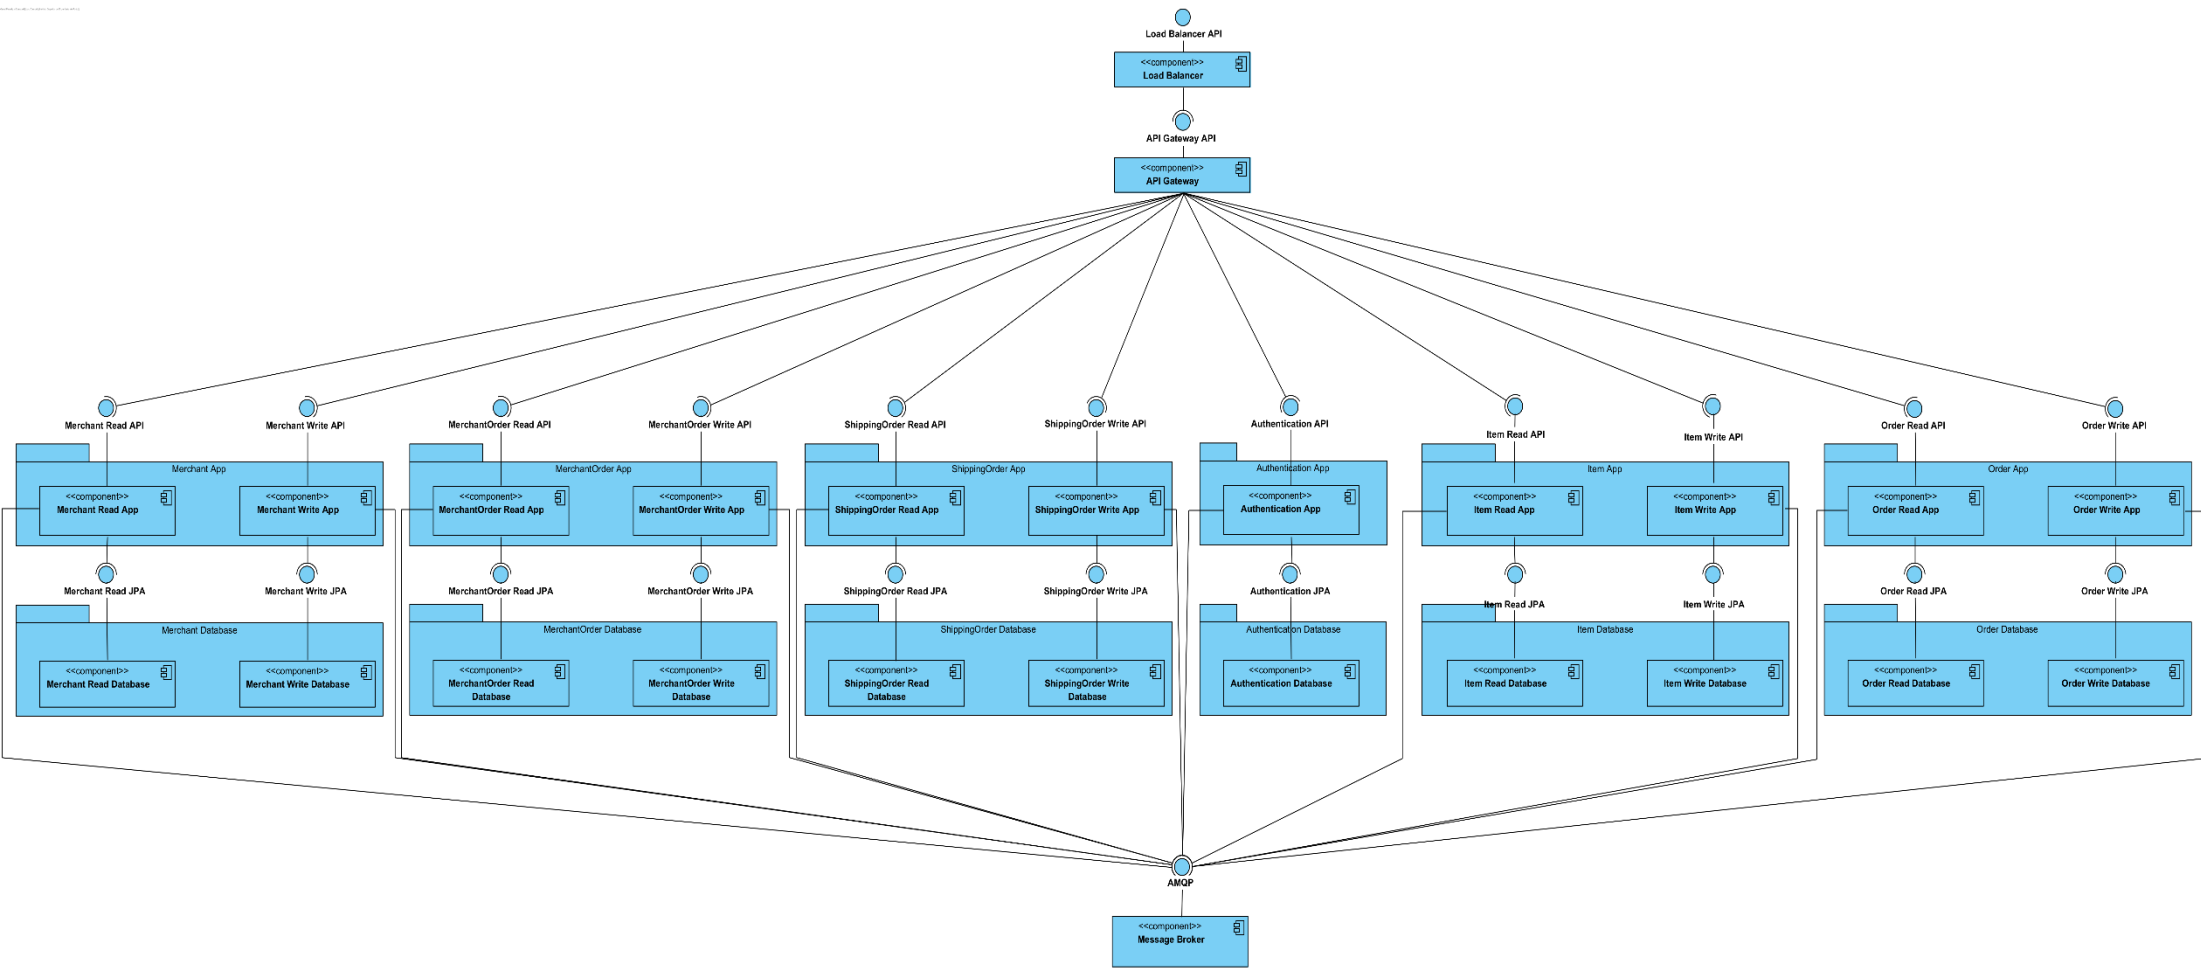 Load Balancer API
<<component>>
Load Balancer
API Gateway API
<<component>>
API Gateway
Merchant Read API
Merchant Write API
MerchantOrder Read API
MerchantOrder Write API
ShippingOrder Read API
ShippingOrder Write API
Authentication API
Item Read API
Item Write API
Order Read API
Order Write API
Merchant App
<<component>>
Merchant Read App
<<component>>
Merchant Write App
MerchantOrder App
<<component>>
MerchantOrder Read App
<<component>>
MerchantOrder Write App
ShippingOrder App
<<component>>
ShippingOrder Read App
<<component>>
ShippingOrder Write App
Authentication App
<<component>>
Authentication App
Item App
<<component>>
Item Read App
<<component>>
Item Write App
Order App
<<component>>
Order Read App
<<component>>
Order Write App
Merchant Read JPA
Merchant Write JPA
MerchantOrder Read JPA
MerchantOrder Write JPA
ShippingOrder Read JPA
ShippingOrder Write JPA
Authentication JPA
Item Read JPA
Item Write JPA
Order Read JPA
Order Write JPA
Merchant Database
<<component>>
Merchant Read Database
<<component>>
Merchant Write Database
MerchantOrder Database
<<component>>
MerchantOrder Read
Database
<<component>>
MerchantOrder Write
Database
ShippingOrder Database
<<component>>
ShippingOrder Read
Database
<<component>>
ShippingOrder Write
Database
Authentication Database
<<component>>
Authentication Database
Item Database
<<component>>
Item Read Database
<<component>>
Item Write Database
Order Database
<<component>>
Order Read Database
<<component>>
Order Write Database
AMQP
<<component>>
Message Broker